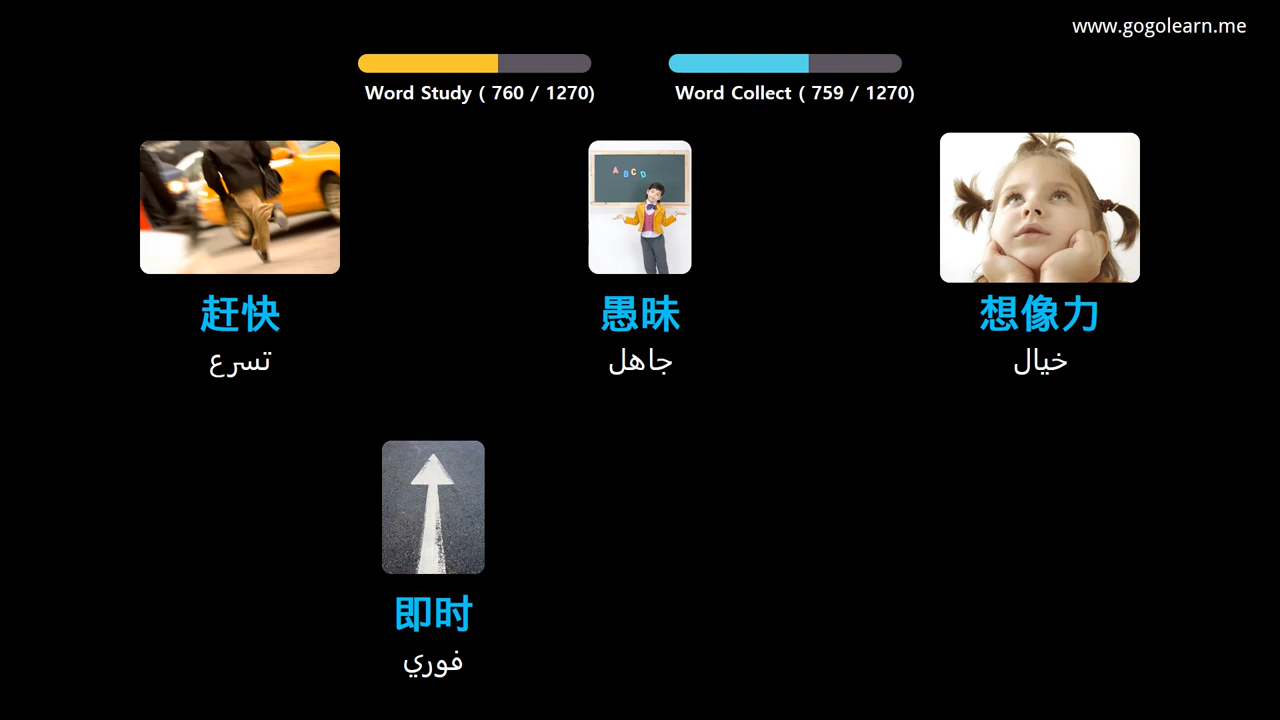 www.gogolearn.me
Word Study ( 760 / 1270)
Word Collect ( 759 / 1270)
A B C D
赶快
تسرع
愚昧
جاهل
想像力
خيال
即时
فوري